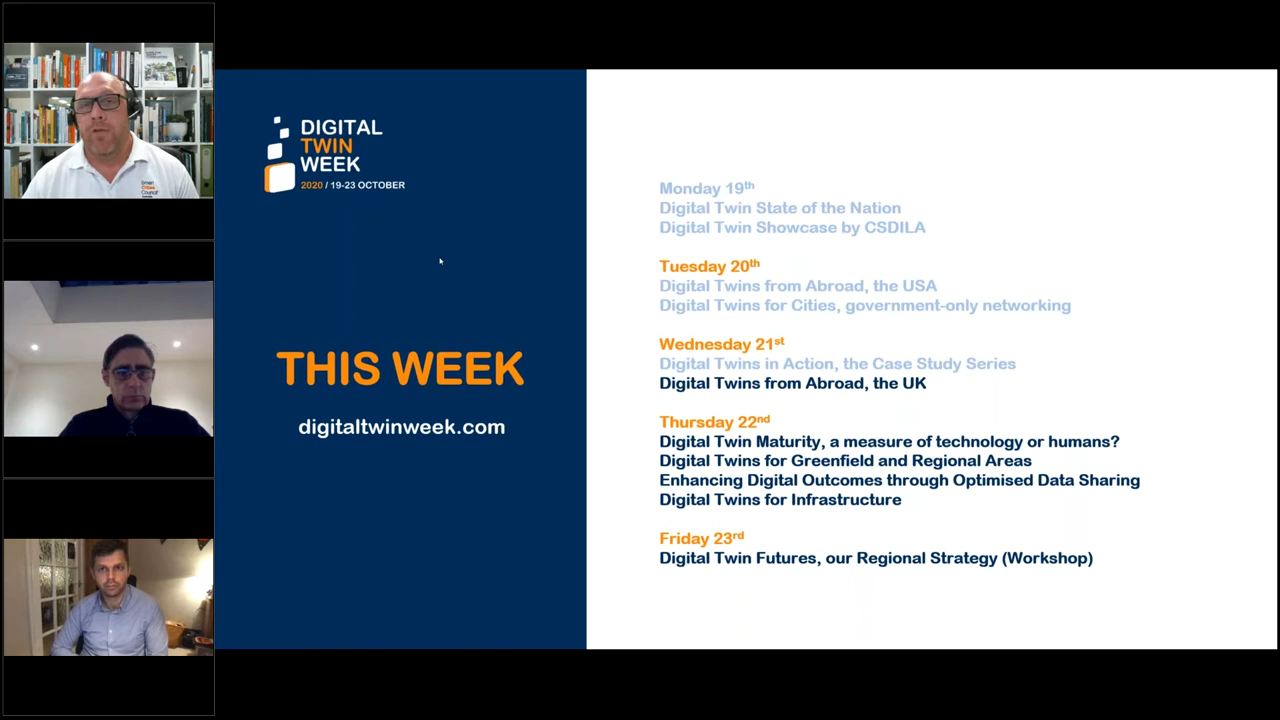 DIGITAL
TWIN
WEEK
2020 / 19-23 OCTOBER
THIS WEEK
digitaltwinweek.com
Monday 19th
Digital Twin State of the Nation
Digital Twin Showcase by CSDILA
Tuesday 20th
Digital Twins from Abroad, the USA
Digital Twins for Cities, government-only networking
Wednesday 21st
Digital Twins in Action, the Case Study Series
Digital Twins from Abroad, the UK
Thursday 22nd
Digital Twin Maturity, a measure of technology or humans?
Digital Twins for Greenfield and Regional Areas
Enhancing Digital Outcomes through Optimised Data Sharing
Digital Twins for Infrastructure
Friday 23rd
Digital Twin Futures, our Regional Strategy (Workshop)
Smart
Cities
Council